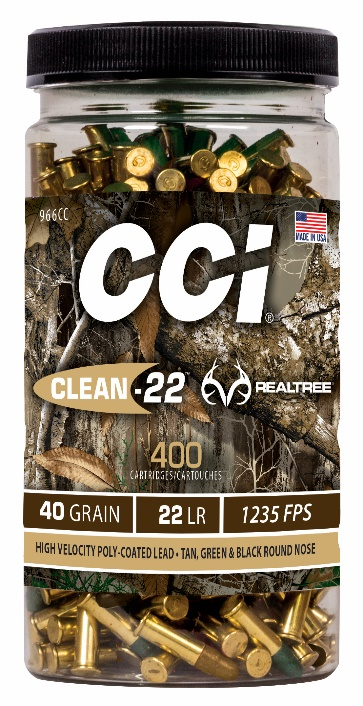 966CC
MADE IN USA
CCI®
CLEAN-22™ REALTREE
400
CARTRIDGES/CARTOUCHES
40 GRAIN 22 LR 1235 FPS
HIGH VELOCITY POLY-COATED LEAD • TAN, GREEN & BLACK ROUND NOSE